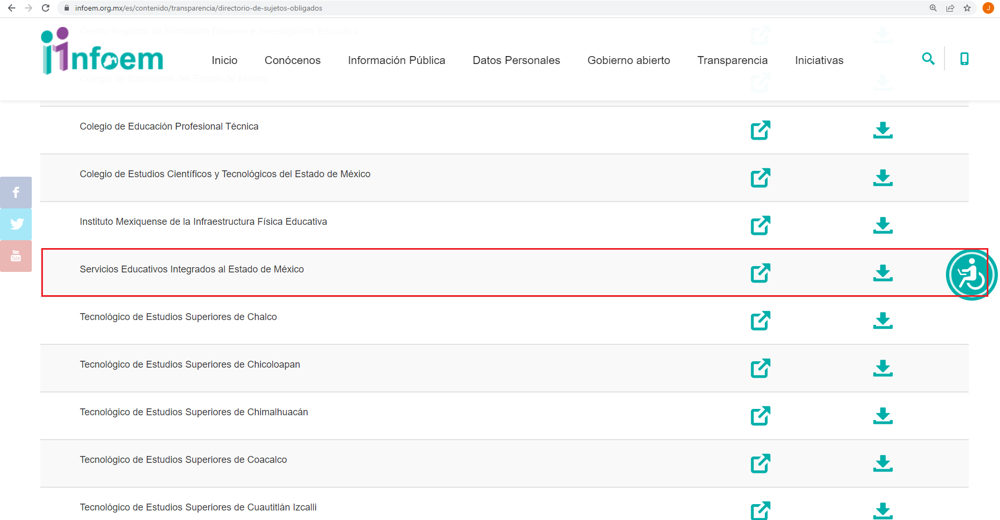 infoem.org.mx/es/contenido/transparencia/directorio-de-sujetos-obligados
J
Centro Regional de Formación Docente e Investigación Educativa
infoem
Inicio
Conócenos
Información Pública
Datos Personales
Gobierno abierto
Transparencia
Iniciativas
Colegio de Bachilleres del Estado de México
Colegio de Educación Profesional Técnica
Colegio de Estudios Científicos y Tecnológicos del Estado de México
Instituto Mexiquense de la Infraestructura Física Educativa
You
Tube
Servicios Educativos Integrados al Estado de México
Tecnológico de Estudios Superiores de Chalco
Tecnológico de Estudios Superiores de Chicoloapan
Tecnológico de Estudios Superiores de Chimalhuacán
Tecnológico de Estudios Superiores de Coacalco
Tecnológico de Estudios Superiores de Cuautitlán Izcalli